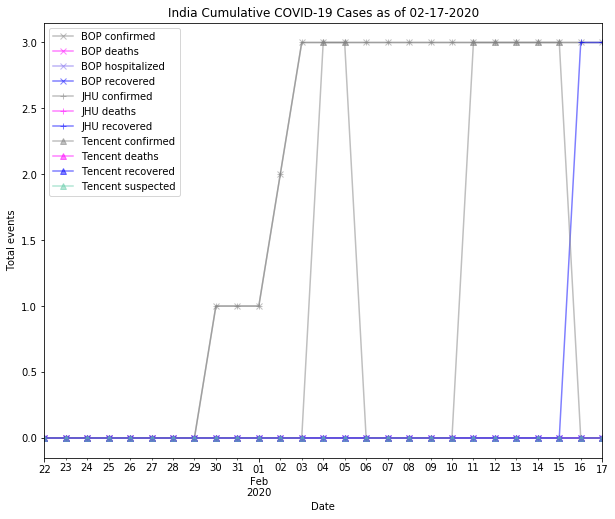 India Cumulative COVID-19 Cases as of 02-17-2020
BOP confirmed
BOP deaths
BOP hospitalized
BOP recovered
JHU confirmed
JHU deaths
JHU recovered
Tencent confirmed
Tencent deaths
Tencent recovered
Tencent suspected
3.0
2.5
2.0
1.5
1.0
0.5
0.0
Total events
22 23 24 25 26 27 28 29 30 31 01 02 03 04 05 06 07 08 09 10 11 12 13 14 15 16 17
Feb
2020
Date